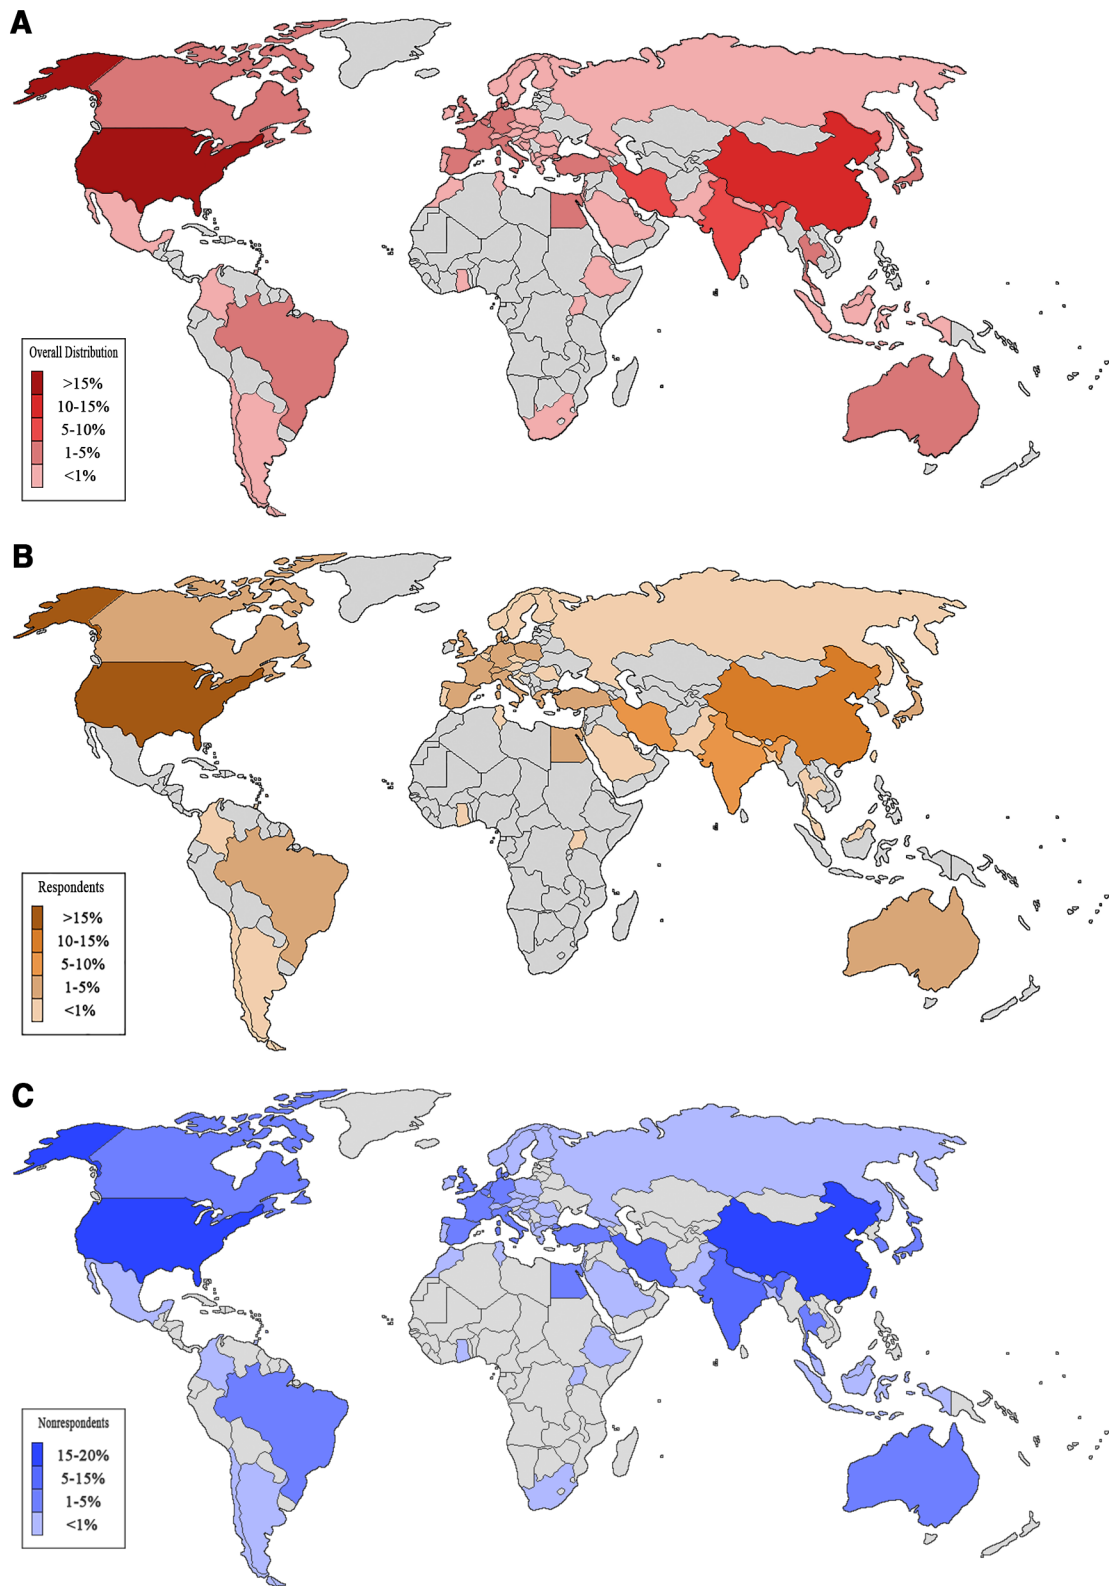 A
Overall Distribution
>15%
10-15%
5-10%
1-5%
<1%
B
Respondents
>15%
10-15%
5-10%
1-5%
<1%
C
Nonrespondents
15-20%
5-15%
1-5%
<1%